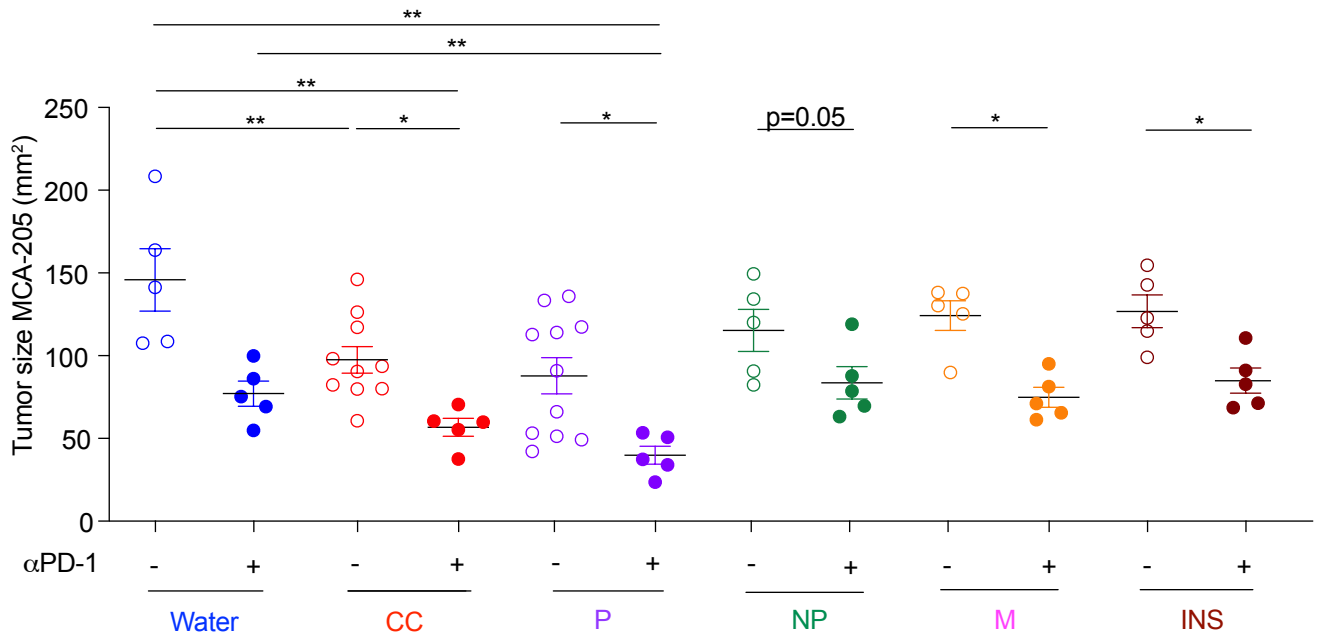 **
**
**
** * * p=0.05 * *
250
200
150
100
50
0
Tumor size MCA-205 (mm²)
αPD-1 - + - + - + - + - + - +
Water CC P NP M INS